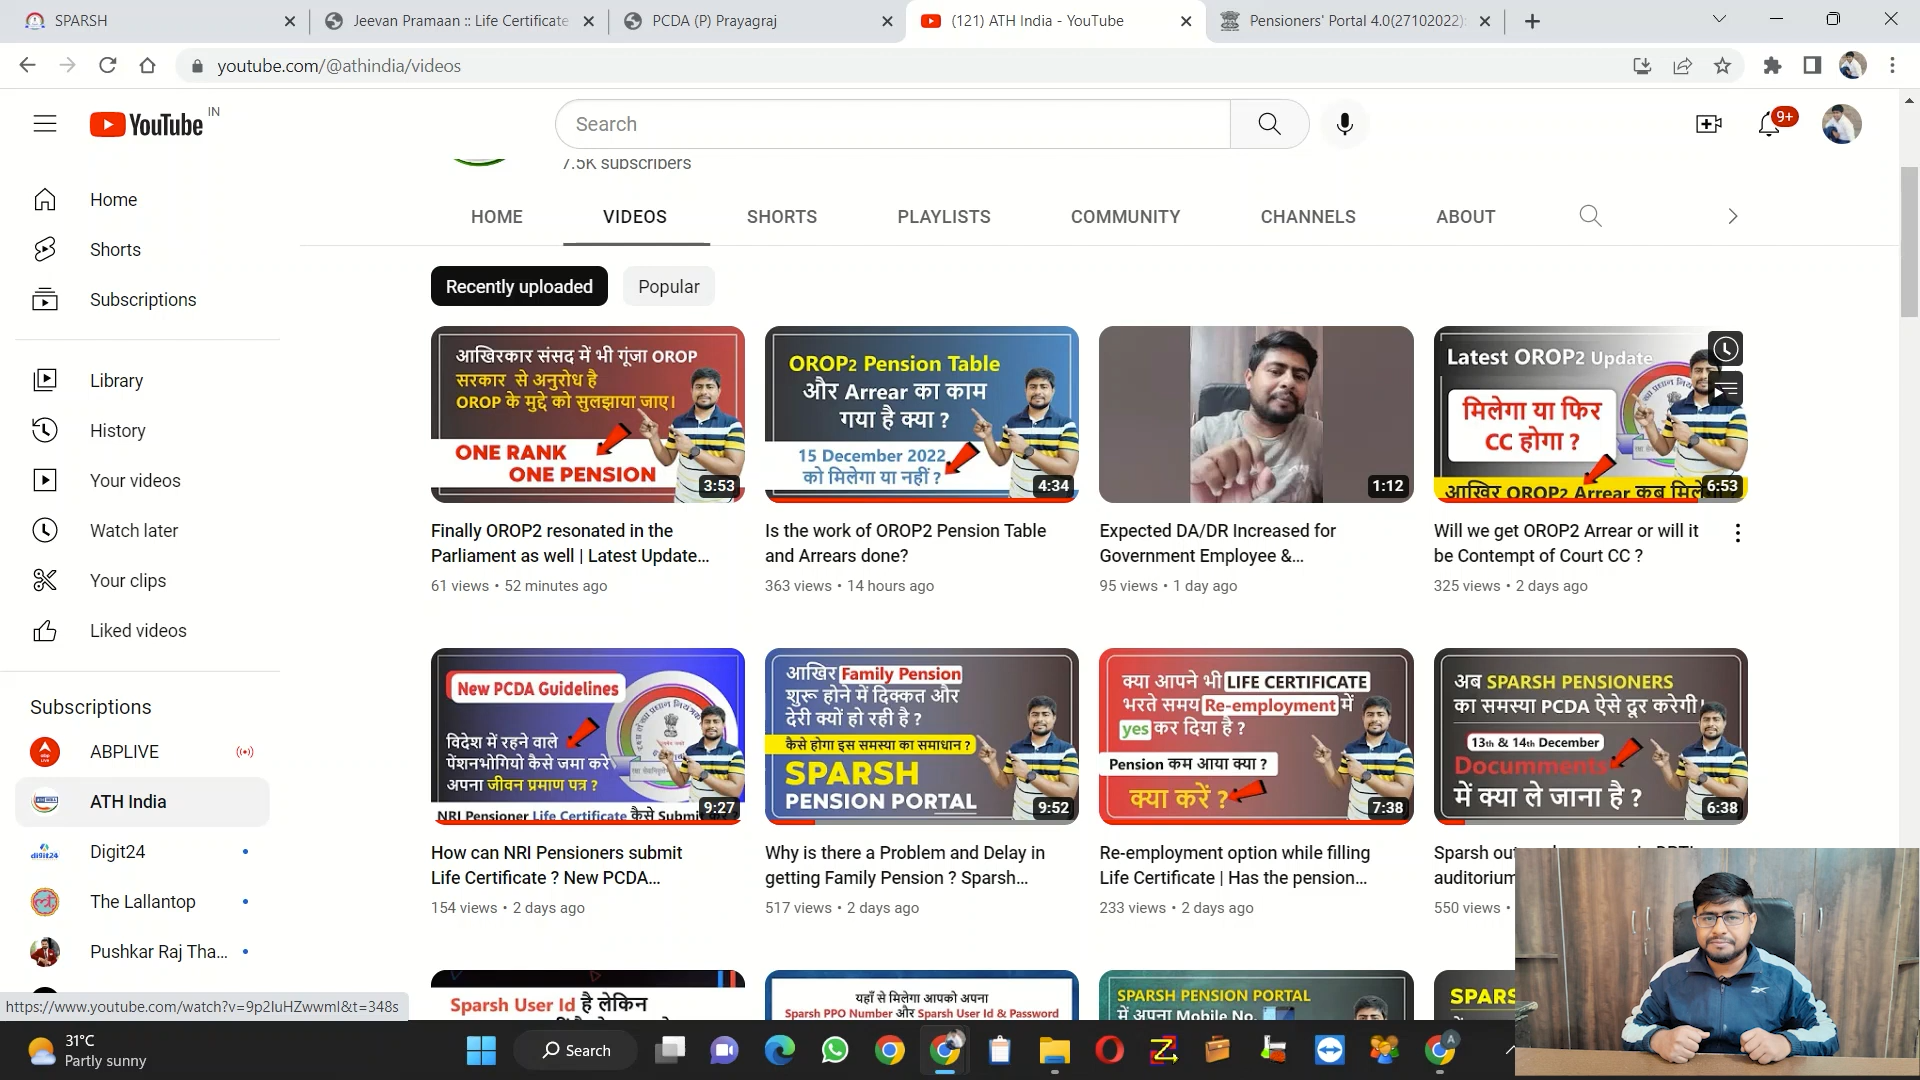 SPARSH
Jeevan Pramaan :: Life Certificate
PCDA (P) Prayagraj
(121) ATH India - YouTube
Pensioners' Portal 4.0(27102022)
youtube.com/@athindia/videos
YouTube IN
Search
9+
7.5K subscribers
HOME
VIDEOS
SHORTS
PLAYLISTS
COMMUNITY
CHANNELS
ABOUT
Home
Shorts
Subscriptions
Library
History
Your videos
Watch later
Your clips
Liked videos
Subscriptions
ABPLIVE
ATH India
Digit24
The Lallantop
Pushkar Raj Tha...
Recently uploaded
Popular
आखिरकार संसद में भी गूंजा OROP
सरकार से अनुरोध है
OROP के मुद्दे को सुलझाया जाए।
ONE RANK
ONE PENSION
3:53
Finally OROP2 resonated in the
Parliament as well | Latest Update...
61 views • 52 minutes ago
OROP2 Pension Table
और Arrear का काम
गया है क्या ?
15 December 2022
को मिलेगा या नहीं ?
4:34
Is the work of OROP2 Pension Table
and Arrears done?
363 views • 14 hours ago
1:12
Expected DA/DR Increased for
Government Employee &...
95 views • 1 day ago
Latest OROP2 Update
मिलेगा या फिर
CC होगा ?
आखिर OROP2 Arrear कब
6:53
Will we get OROP2 Arrear or will it
be Contempt of Court CC ?
325 views • 2 days ago
New PCDA Guidelines
विदेश में रहने वाले
पेंशनभोगियो कैसे जमा करे
अपना जीवन प्रमाण पत्र ?
NRI Pensioner Life Certificate कैसे Submit
9:27
How can NRI Pensioners submit
Life Certificate ? New PCDA...
154 views • 2 days ago
आखिर Family Pension
शुरू होने में दिक्कत और
देरी क्यों हो रही है ?
कैसे होगा इस समस्या का समाधान ?
SPARSH
PENSION PORTAL
9:52
Why is there a Problem and Delay in
getting Family Pension ? Sparsh...
517 views • 2 days ago
क्या आपने भी LIFE CERTIFICATE
भरते समय Re-employment में
yes कर दिया है ?
Pension कम आया क्या ?
क्या करें ?
7:38
Re-employment option while filling
Life Certificate | Has the pension...
233 views • 2 days ago
अब SPARSH PENSIONERS
का समस्या PCDA ऐसे दूर करेगी।
13th & 14th December
Documments
में क्या ले जाना है ?
6:38
Sparsh
auditorium
550 views •
Sparsh User Id है लेकिन
यहाँ से मिलेगा आपको अपना
Sparsh PPO Number और Sparsh User Id & Password
SPARSH PENSION PORTAL
में अपना Mobile No.
SPARS
https://www.youtube.com/watch?v=9p2IuHZwwmI&t=348s
31°C
Partly sunny
Search